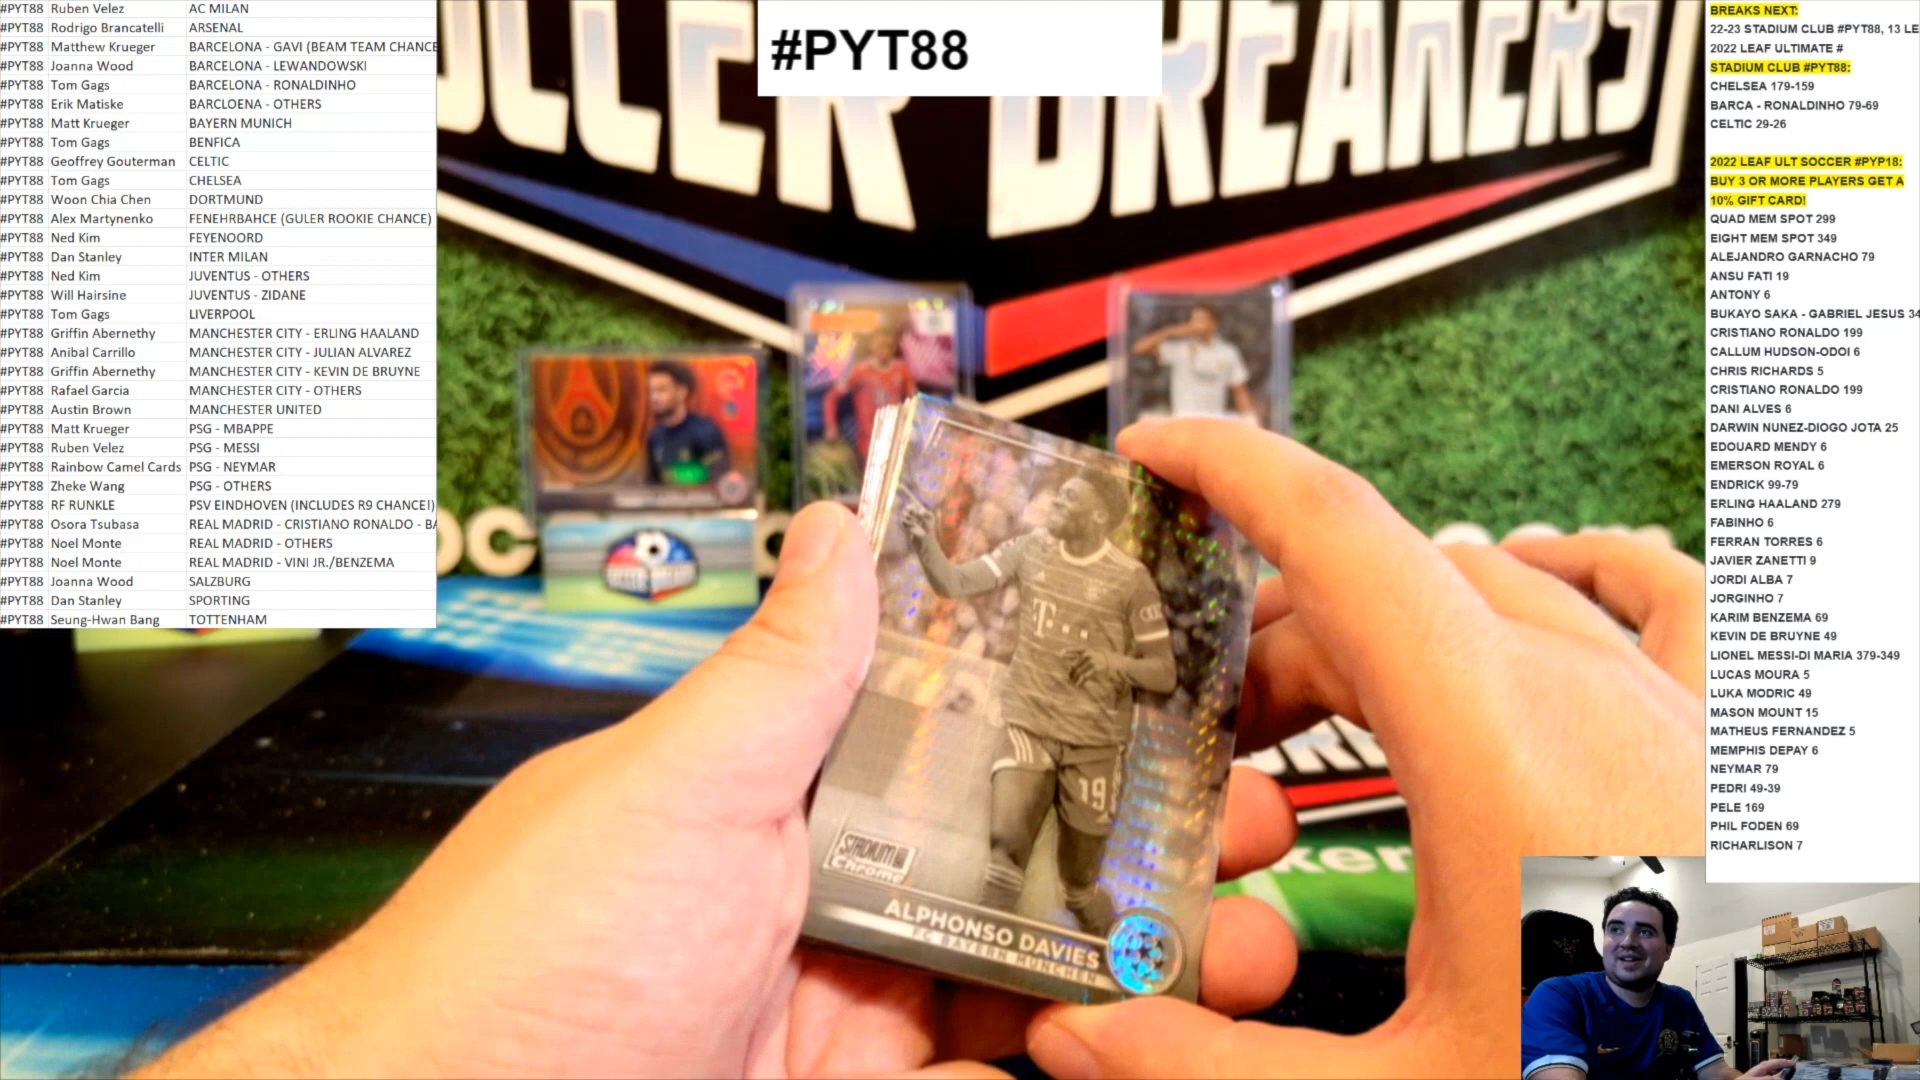 #PYT88 Ruben Velez AC MILAN
#PYT88 Rodrigo Brancatelli ARSENAL
#PYT88 Matthew Krueger BARCELONA - GAVI (BEAM TEAM CHANCE
#PYT88 Joanna Wood BARCELONA - LEWANDOWSKI
#PYT88 Tom Gags BARCELONA - RONALDINHO
#PYT88 Erik Matiske BARCLOENA - OTHERS
#PYT88 Matt Krueger BAYERN MUNICH
#PYT88 Tom Gags BENFICA
#PYT88 Geoffrey Gouterman CELTIC
#PYT88 Tom Gags CHELSEA
#PYT88 Woon Chia Chen DORTMUND
#PYT88 Alex Martynenko FENEHRBAHCE (GULER ROOKIE CHANCE)
#PYT88 Ned Kim FEYENOORD
#PYT88 Dan Stanley INTER MILAN
#PYT88 Ned Kim JUVENTUS - OTHERS
#PYT88 Will Hairsine JUVENTUS - ZIDANE
#PYT88 Tom Gags LIVERPOOL
#PYT88 Griffin Abernethy MANCHESTER CITY - ERLING HAALAND
#PYT88 Anibal Carrillo MANCHESTER CITY - JULIAN ALVAREZ
#PYT88 Griffin Abernethy MANCHESTER CITY - KEVIN DE BRUYNE
#PYT88 Rafael Garcia MANCHESTER CITY - OTHERS
#PYT88 Austin Brown MANCHESTER UNITED
#PYT88 Matt Krueger PSG - MBAPPE
#PYT88 Ruben Velez PSG - MESSI
#PYT88 Rainbow Camel Cards PSG - NEYMAR
#PYT88 Zheke Wang PSG - OTHERS
#PYT88 RF RUNKLE PSV EINDHOVEN (INCLUDES R9 CHANCE!)
#PYT88 Osora Tsubasa REAL MADRID - CRISTIANO RONALDO - BA
#PYT88 Noel Monte REAL MADRID - OTHERS
#PYT88 Noel Monte REAL MADRID - VINI JR./BENZEMA
#PYT88 Joanna Wood SALZBURG
#PYT88 Dan Stanley SPORTING
#PYT88 Seung-Hwan Bang TOTTENHAM
#PYT88
BREAKERS
T
19
STADIUM
chrome
ALPHONSO DAVIES
FC BAYERN MÜNCHEN
BREAKS NEXT:
22-23 STADIUM CLUB #PYT88, 13 LE
2022 LEAF ULTIMATE #
STADIUM CLUB #PYT88:
CHELSEA 179-159
BARCA - RONALDINHO 79-69
CELTIC 29-26
2022 LEAF ULT SOCCER #PYP18:
BUY 3 OR MORE PLAYERS GET A
10% GIFT CARD!
QUAD MEM SPOT 299
EIGHT MEM SPOT 349
ALEJANDRO GARNACHO 79
ANSU FATI 19
ANTONY 6
BUKAYO SAKA - GABRIEL JESUS 34
CRISTIANO RONALDO 199
CALLUM HUDSON-ODOI 6
CHRIS RICHARDS 5
CRISTIANO RONALDO 199
DANI ALVES 6
DARWIN NUNEZ-DIOGO JOTA 25
EDOUARD MENDY 6
EMERSON ROYAL 6
ENDRICK 99-79
ERLING HAALAND 279
FABINHO 6
FERRAN TORRES 6
JAVIER ZANETTI 9
JORDI ALBA 7
JORGINHO 7
KARIM BENZEMA 69
KEVIN DE BRUYNE 49
LIONEL MESSI-DI MARIA 379-349
LUCAS MOURA 5
LUKA MODRIC 49
MASON MOUNT 15
MATHEUS FERNANDEZ 5
MEMPHIS DEPAY 6
NEYMAR 79
PEDRI 49-39
PELE 169
PHIL FODEN 69
RICHARLISON 7